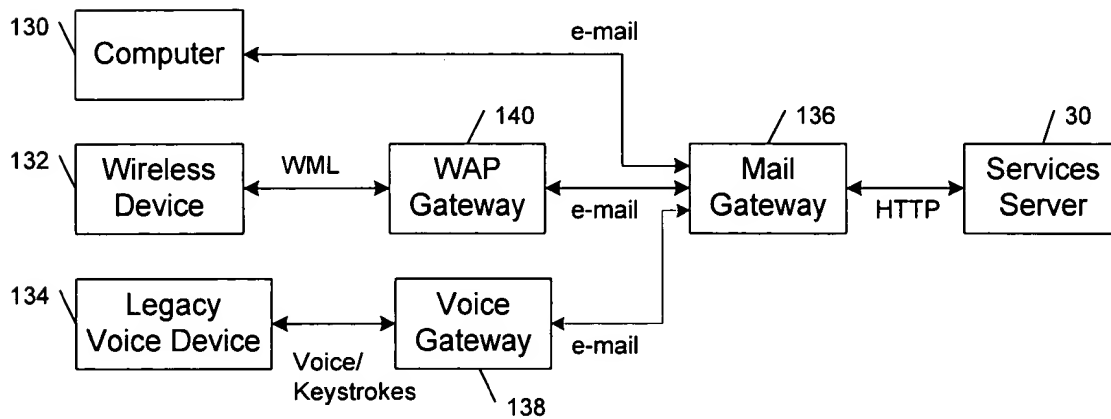 130
Computer
e-mail
140
136
30
132
Wireless
Device
WML
WAP
Gateway
e-mail
Mail
Gateway
HTTP
Services
Server
134
Legacy
Voice Device
Voice/
Keystrokes
Voice
Gateway
e-mail
138